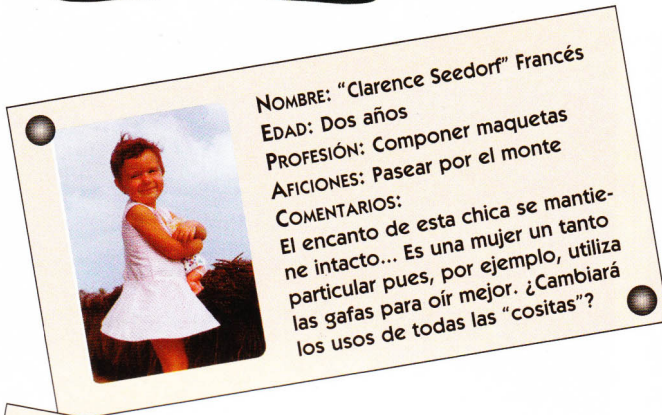 NOMBRE: “Clarence Seedorf” Francés
EDAD: Dos años
PROFESIÓN: Componer maquetas
AFICIONES: Pasear por el monte
COMENTARIOS:
El encanto de esta chica se mantie-
ne intacto... Es una mujer un tanto
particular pues, por ejemplo, utiliza
las gafas para oír mejor. ¿Cambiará
los usos de todas las “cositas”?